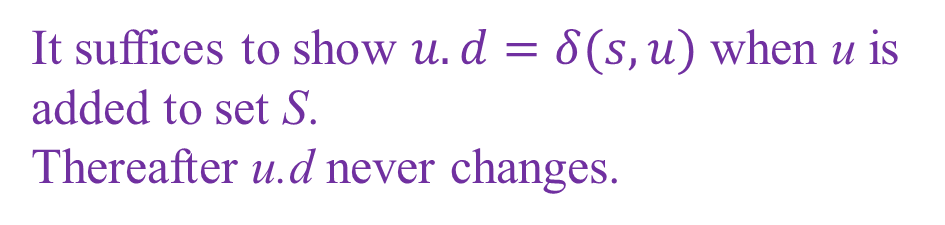 It suffices to show u. d = δ(s, u) when u is
added to set S.
Thereafter u.d never changes.